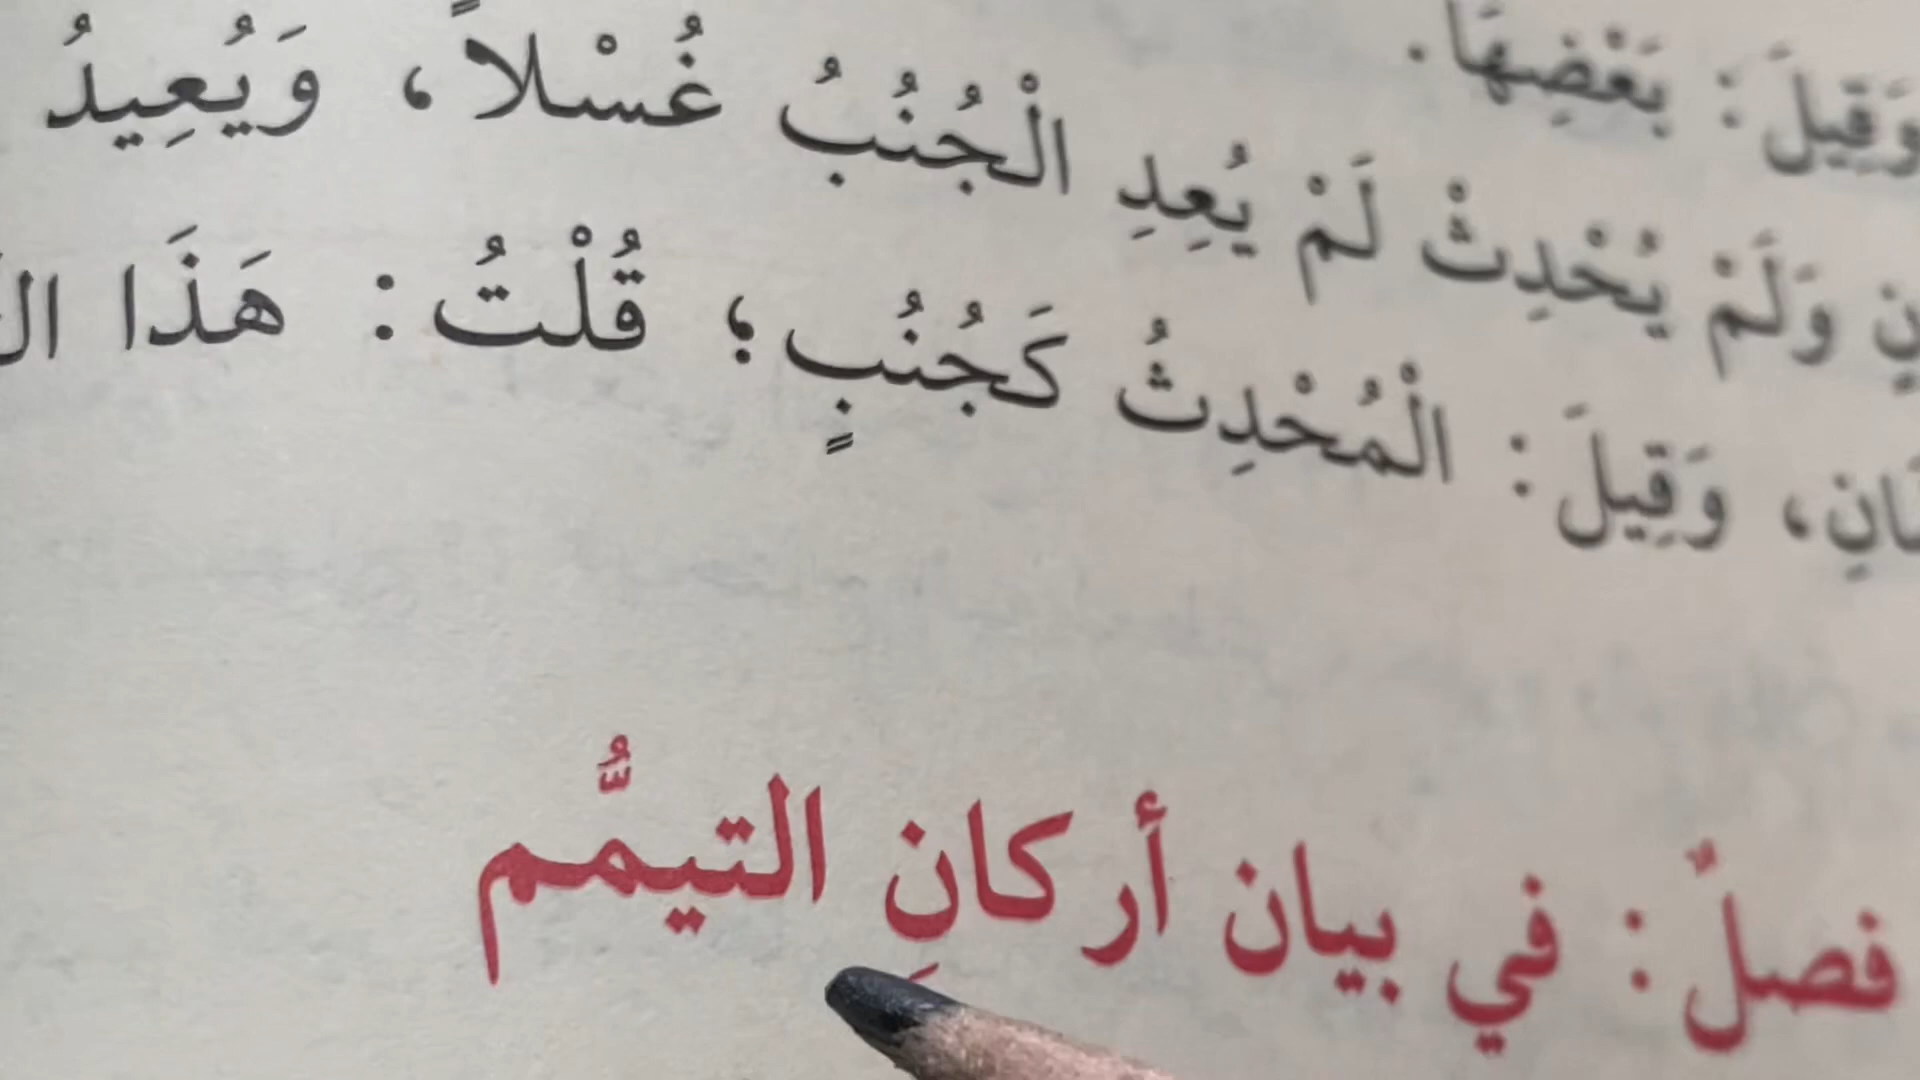 وَقِيلَ: بَعْضِهَا.
وَلَمْ يُحْدِثْ لَمْ يُعِدِ الْجُنُبُ غُسْلاً، وَيُعِيدُ
وَقِيلَ: الْمُحْدِثُ كَجُنُبٍ؛ قُلْتُ: هَذَا
فصلٌ: في بيان أركانِ التيمُّم